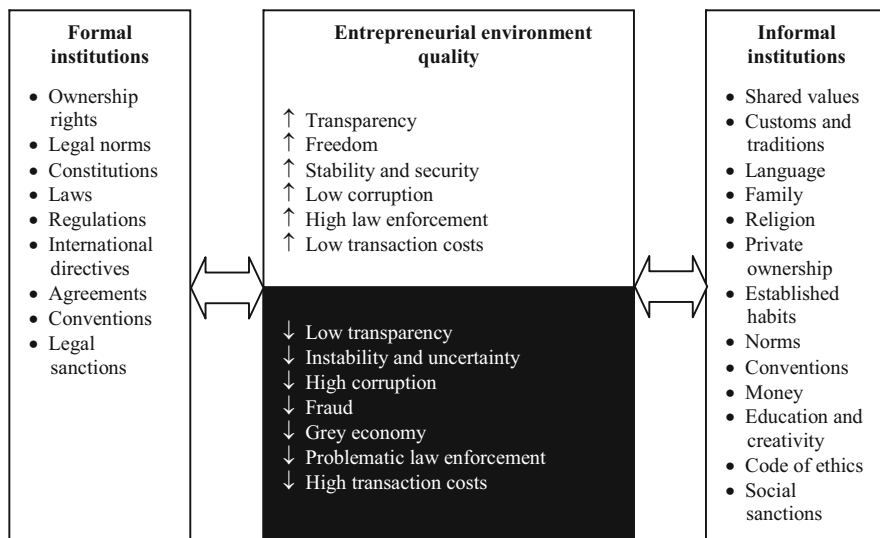 Formal
institutions
• Ownership
rights
• Legal norms
• Constitutions
• Laws
• Regulations
• International
directives
• Agreements
• Conventions
• Legal
sanctions
Entrepreneurial environment
quality
↑ Transparency
↑ Freedom
↑ Stability and security
↑ Low corruption
↑ High law enforcement
↑ Low transaction costs
↓ Low transparency
↓ Instability and uncertainty
↓ High corruption
↓ Fraud
↓ Grey economy
↓ Problematic law enforcement
↓ High transaction costs
Informal
institutions
• Shared values
• Customs and
traditions
• Language
• Family
• Religion
• Private
ownership
• Established
habits
• Norms
• Conventions
• Money
• Education and
creativity
• Code of ethics
• Social
sanctions